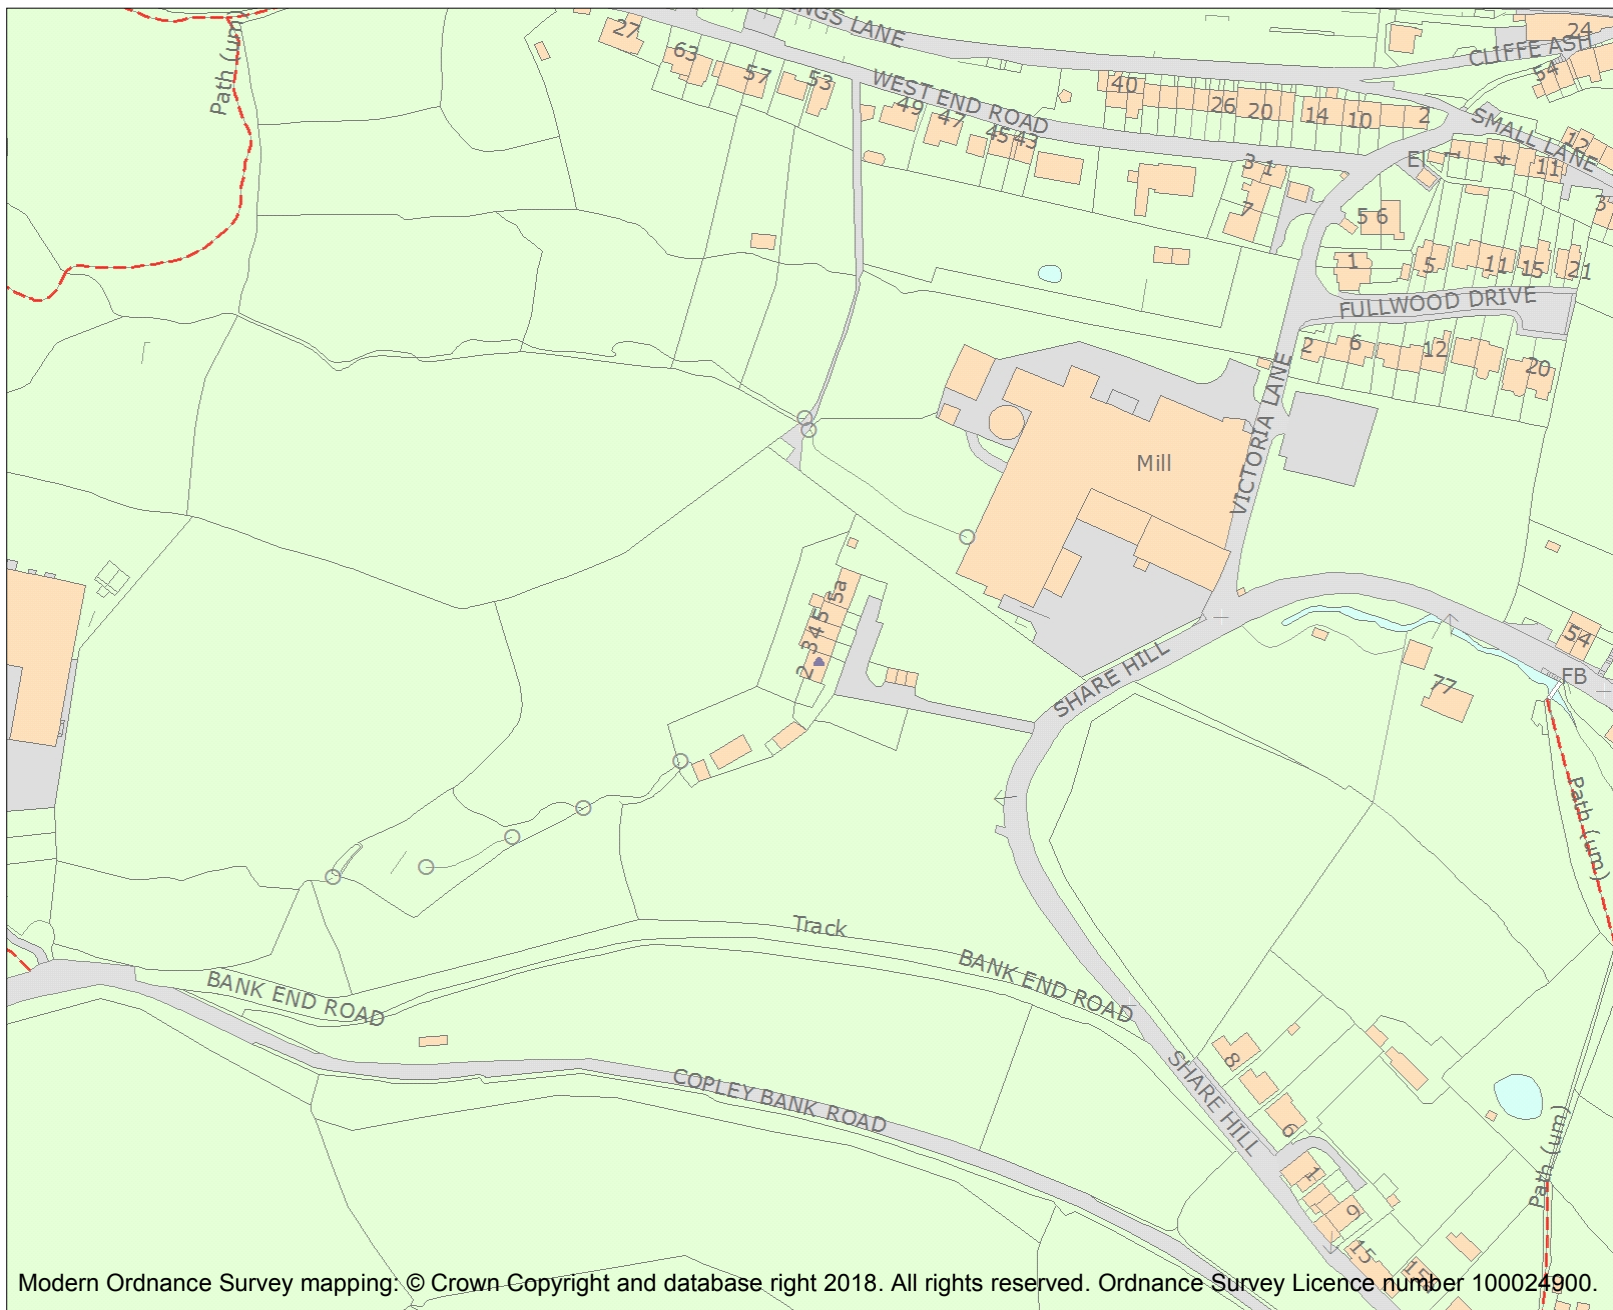 Path (um)
27
63
57
53
NGS LANE
WEST END ROAD
49
47
45
43
40
26
20
14
10
2
CLIFFE ASH
24
54
SMALL LANE
12
El
1
4
11
3
3
1
7
5
6
1
5
11
15
21
FULLWOOD DRIVE
2
6
12
20
VICTORIA LANE
Mill
5a
5
4
3
2
SHARE HILL
54
FB
77
Path (um)
Track
BANK END ROAD
BANK END ROAD
COPLEY BANK ROAD
SHARE HILL
8
6
1
9
15
15a
Path (um)
Modern Ordnance Survey mapping: © Crown Copyright and database right 2018. All rights reserved. Ordnance Survey Licence number 100024900.